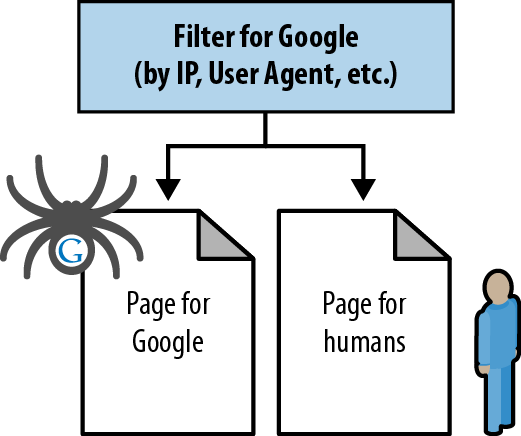 Filter for Google
(by IP, User Agent, etc.)
G
Page for
Google
Page for
humans